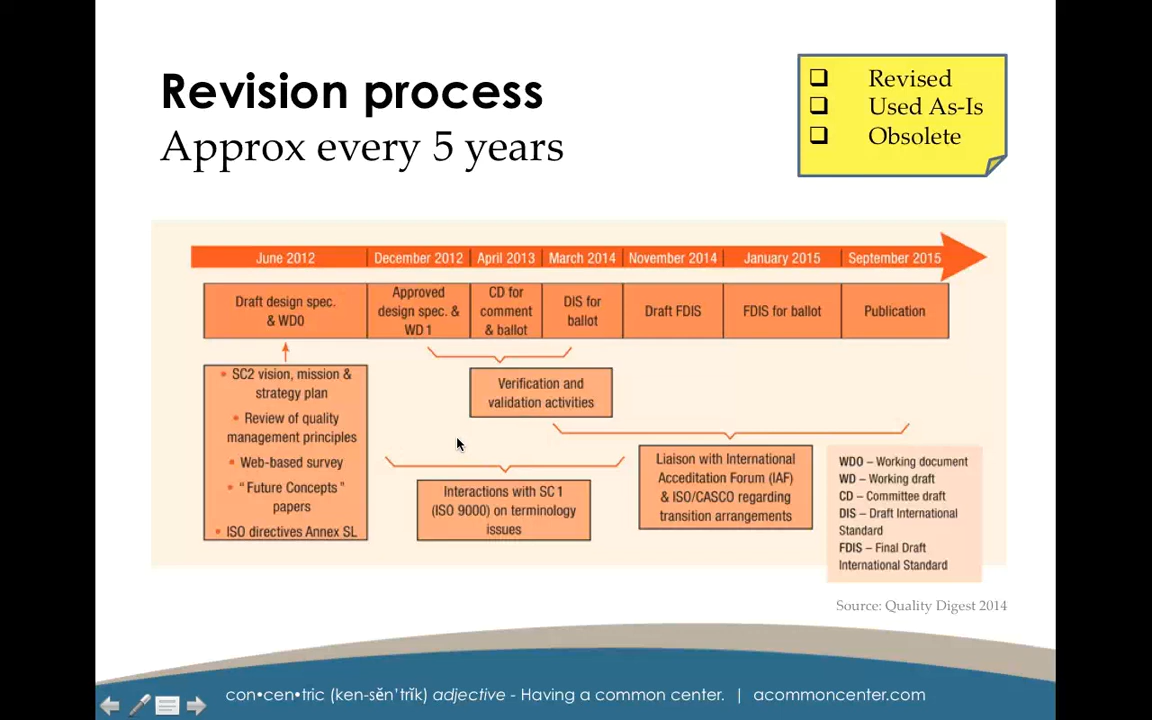 Revision process
Approx every 5 years
Revised
Used As-Is
Obsolete
June 2012
December 2012
April 2013
March 2014
November 2014
January 2015
September 2015
Draft design spec.
& WD0
Approved
design spec. &
WD 1
CD for
comment
& ballot
DIS for
ballot
Draft FDIS
FDIS for ballot
Publication
• SC2 vision, mission &
strategy plan
• Review of quality
management principles
• Web-based survey
• “Future Concepts”
papers
• ISO directives Annex SL
Verification and
validation activities
Interactions with SC 1
(ISO 9000) on terminology
issues
Liaison with International
Acceditation Forum (IAF)
& ISO/CASCO regarding
transition arrangements
WD0 – Working document
WD – Working draft
CD – Committee draft
DIS – Draft International
Standard
FDIS – Final Draft
International Standard
Source: Quality Digest 2014
con•cen•tric (ken-sĕn’trĭk) adjective - Having a common center. | acommoncenter.com